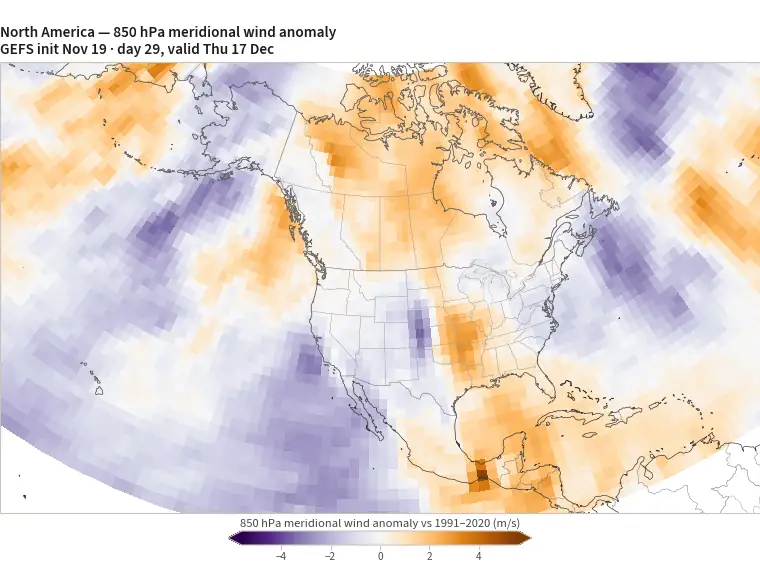 North America — 850 hPa meridional wind anomaly
GEFS init Nov 19 · day 29, valid Thu 17 Dec
850 hPa meridional wind anomaly vs 1991–2020 (m/s)
−4 −2 0 2 4